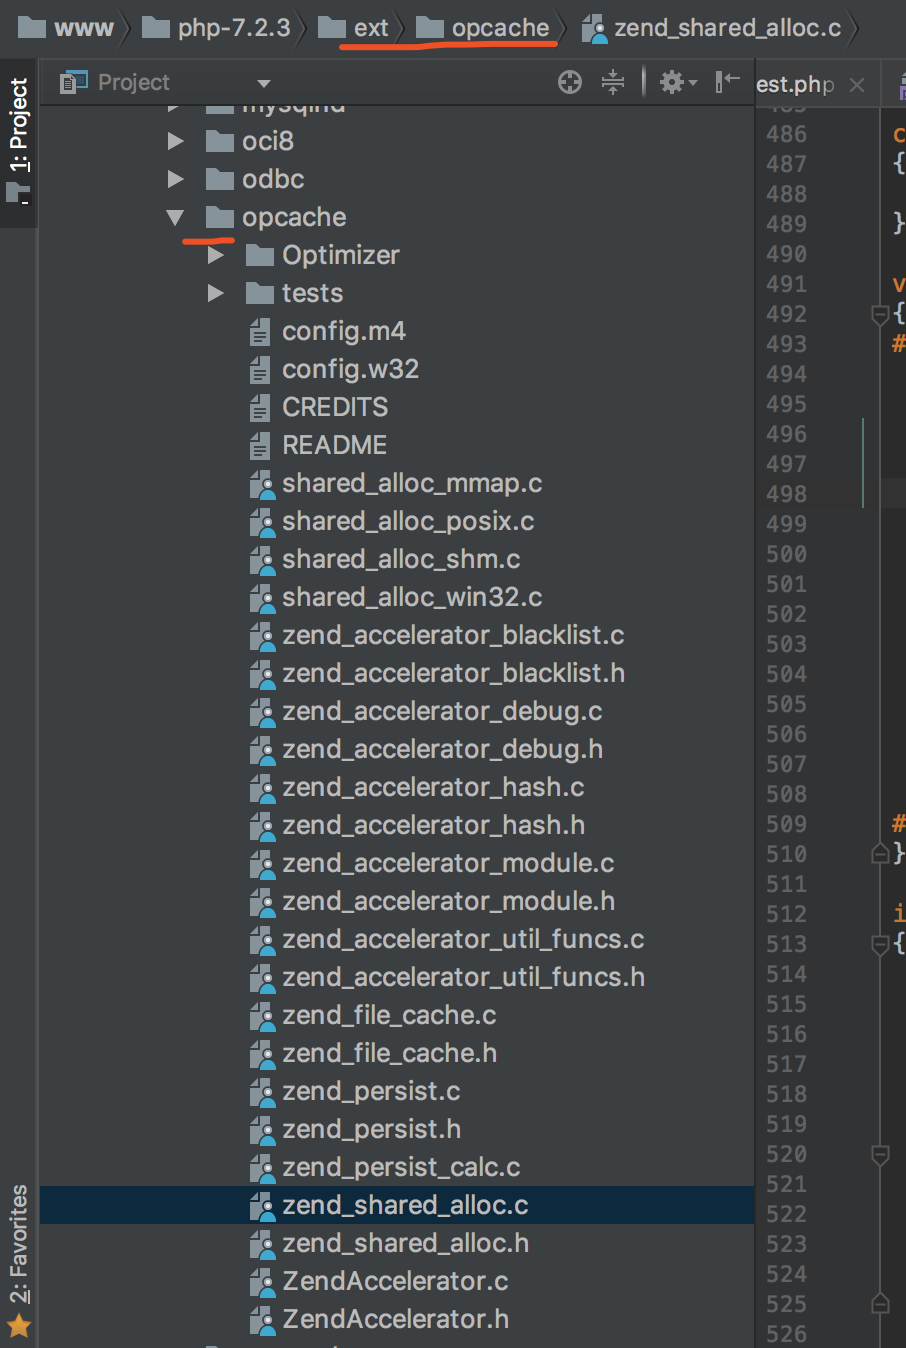 www php-7.2.3 ext opcache zend_shared_alloc.c
1: Project
Project
est.php
oci8
odbc
opcache
Optimizer
tests
config.m4
config.w32
CREDITS
README
shared_alloc_mmap.c
shared_alloc_posix.c
shared_alloc_shm.c
shared_alloc_win32.c
zend_accelerator_blacklist.c
zend_accelerator_blacklist.h
zend_accelerator_debug.c
zend_accelerator_debug.h
zend_accelerator_hash.c
zend_accelerator_hash.h
zend_accelerator_module.c
zend_accelerator_module.h
zend_accelerator_util_funcs.c
zend_accelerator_util_funcs.h
zend_file_cache.c
zend_file_cache.h
zend_persist.c
zend_persist.h
zend_persist_calc.c
zend_shared_alloc.c
zend_shared_alloc.h
ZendAccelerator.c
ZendAccelerator.h
2: Favorites
486 c
487 {
488
489 }
490
491 v
492 {
493 #
494
495
496
497
498
499
500
501
502
503
504
505
506
507
508
509 #
510 }
511
512 i
513 {
514
515
516
517
518
519
520
521
522
523
524
525
526